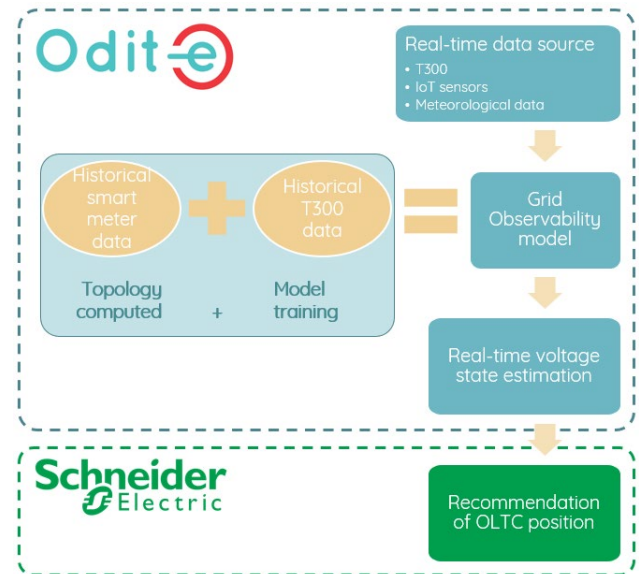 Odit-e
Real-time data source
• T300
• IoT sensors
• Meteorological data
Historical
smart
meter
data
+
Historical
T300
data
=
Grid
Observability
model
Topology
computed
+
Model
training
Real-time voltage
state estimation
Schneider
Electric
Recommendation
of OLTC position